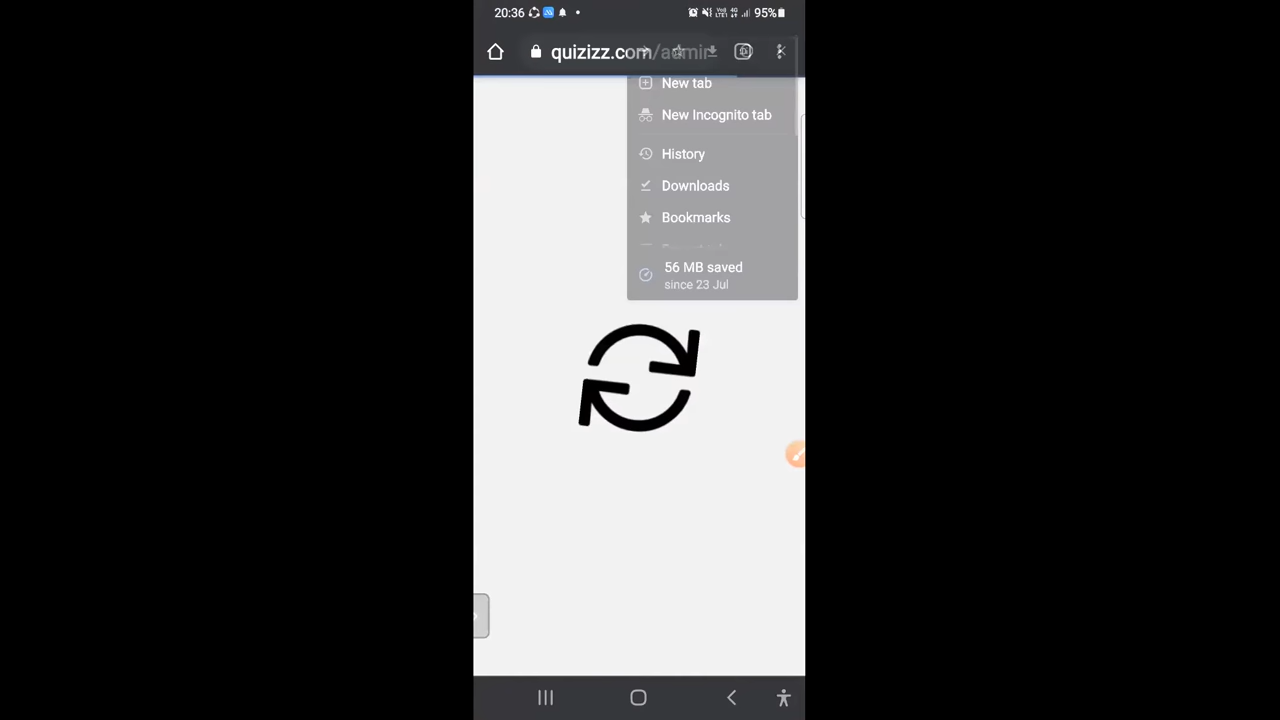 20:36
95%
quizizz.com/admin
New tab
New Incognito tab
History
Downloads
Bookmarks
56 MB saved
since 23 Jul